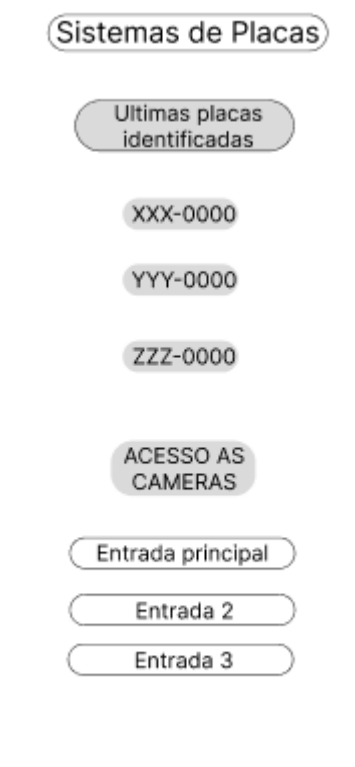 Sistemas de Placas
Ultimas placas
identificadas
XXX-0000
YYY-0000
ZZZ-0000
ACESSO AS
CAMERAS
Entrada principal
Entrada 2
Entrada 3